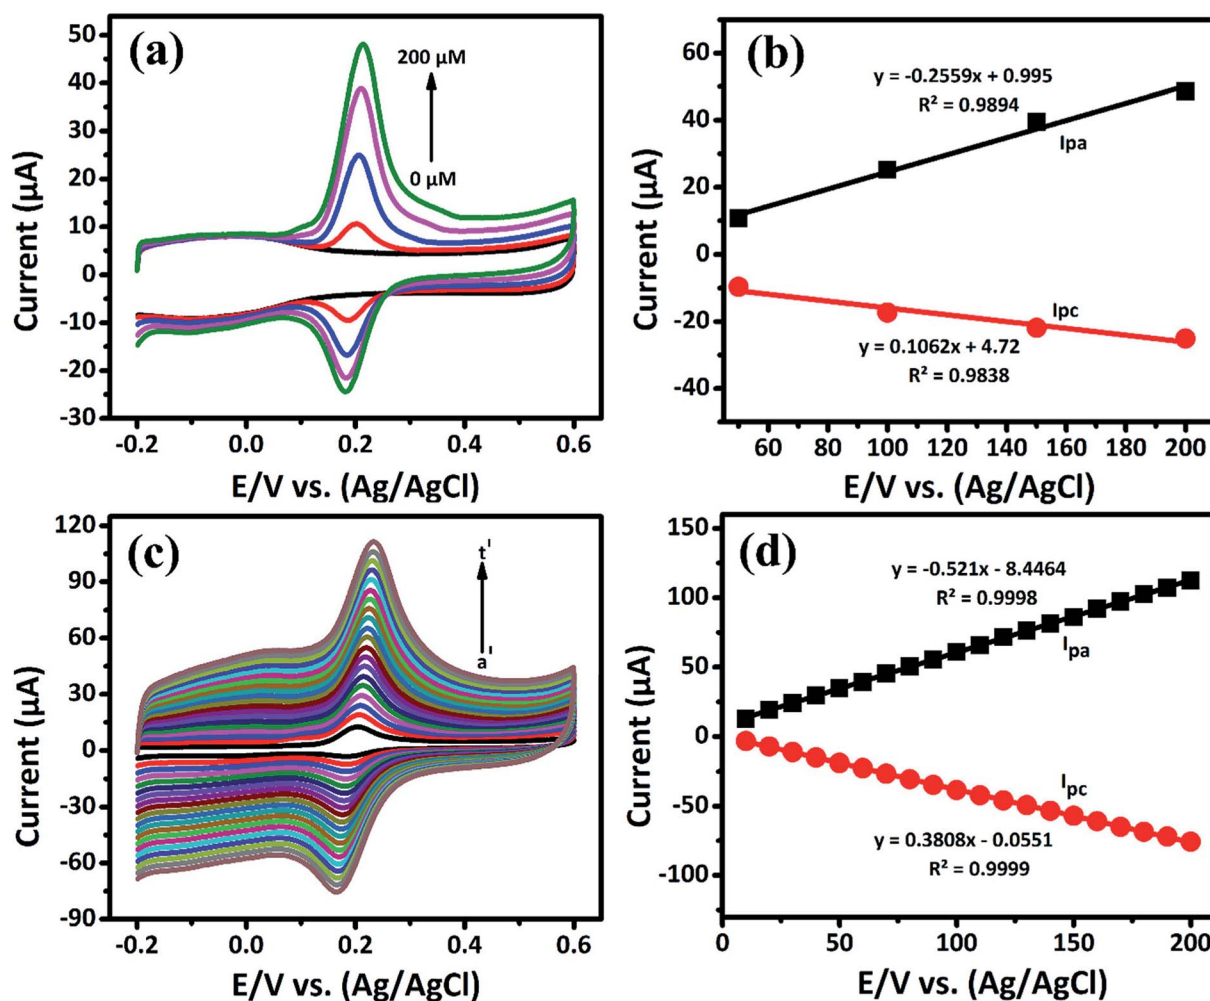 (a)
200 µM
0 µM
50
40
30
20
10
0
-10
-20
-30
Current (µA)
-0.2 0.0 0.2 0.4 0.6
E/V vs. (Ag/AgCl)
(b)
y = -0.2559x + 0.995
R² = 0.9894
Ipa
Ipc
y = 0.1062x + 4.72
R² = 0.9838
60
40
20
0
-20
-40
Current (µA)
60 80 100 120 140 160 180 200
E/V vs. (Ag/AgCl)
(c)
t'
a'
120
90
60
30
0
-30
-60
-90
Current (µA)
-0.2 0.0 0.2 0.4 0.6
E/V vs. (Ag/AgCl)
(d)
y = -0.521x - 8.4464
R² = 0.9998
Ipa
Ipc
y = 0.3808x - 0.0551
R² = 0.9999
150
100
50
0
-50
-100
Current (µA)
0 50 100 150 200
E/V vs. (Ag/AgCl)